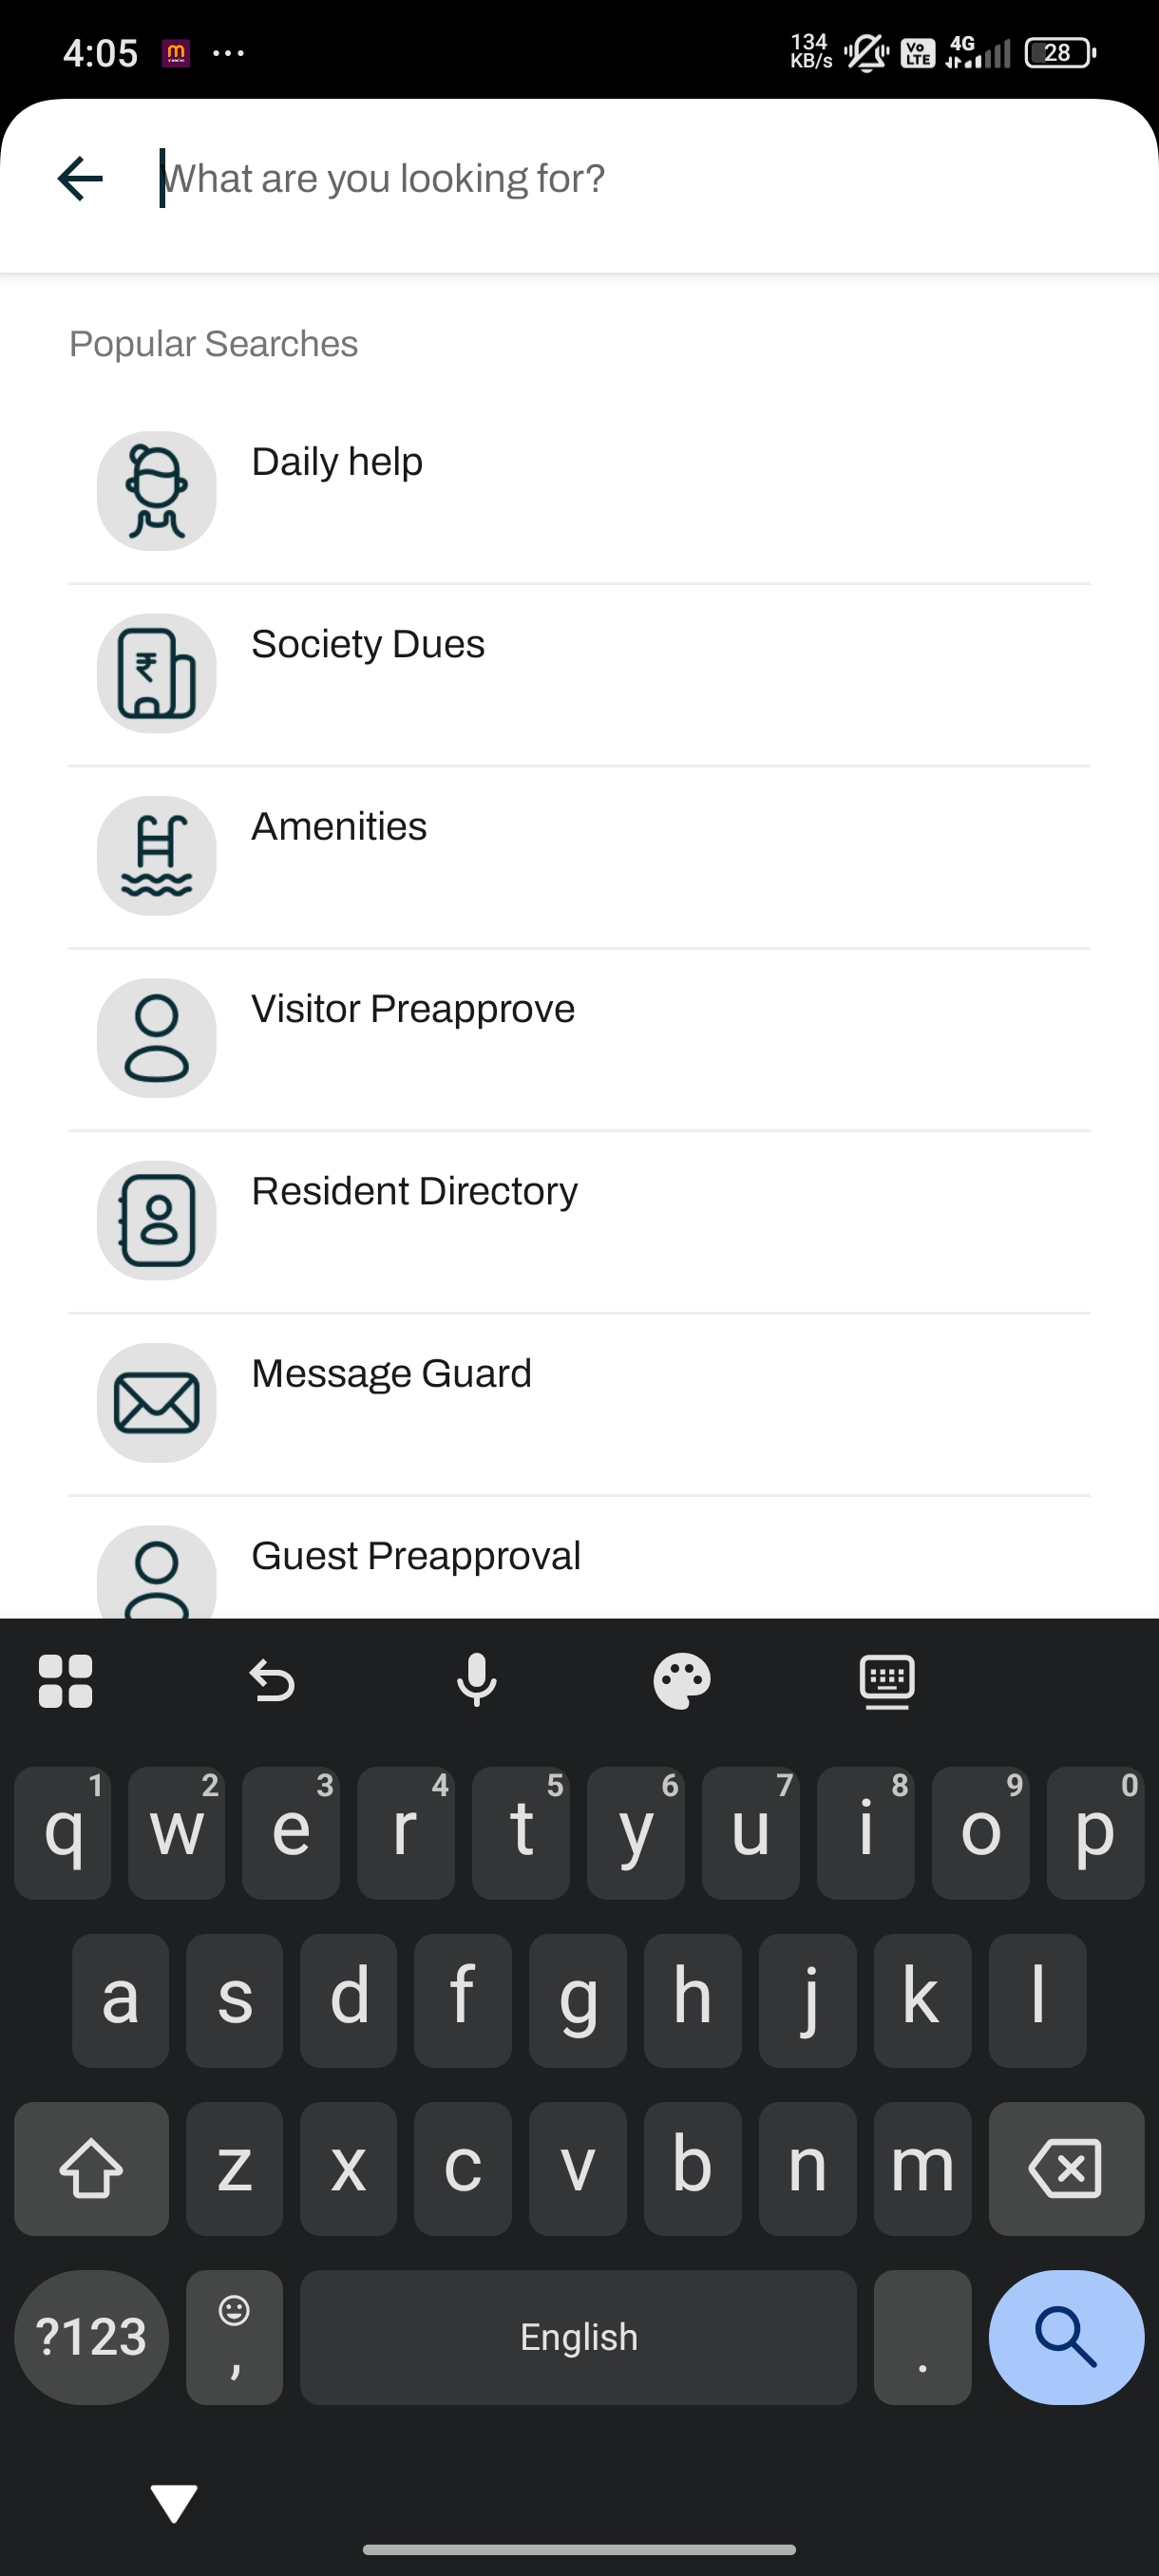 4:05 m ... 134 KB/s Vo LTE 4G 28
What are you looking for?
Popular Searches
Daily help
₹
Society Dues
Amenities
Visitor Preapprove
Resident Directory
Message Guard
Guest Preapproval
1 2 3 4 5 6 7 8 9 0
q w e r t y u i o p
a s d f g h j k l
z x c v b n m
?123 , English .